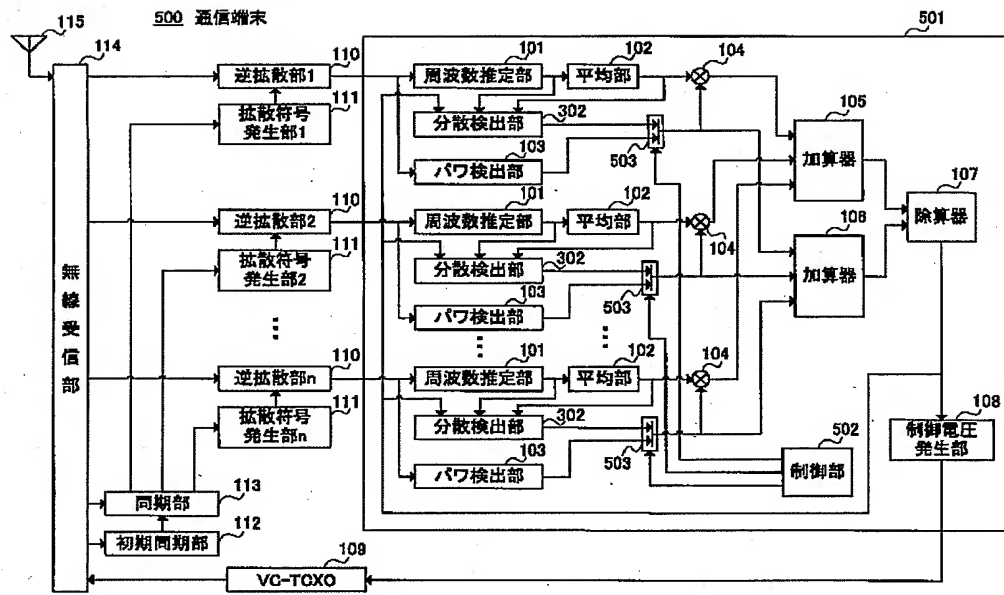 500 通信端末
501
115
114
110
101
102
104
逆拡散部1
周波数推定部
平均部
111
302
105
拡散符号
発生部1
分散検出部
103
503
加算器
107
パワ検出部
除算器
110
101
102
106
逆拡散部2
周波数推定部
平均部
111
104
拡散符号
発生部2
302
加算器
分散検出部
103
503
パワ検出部
無線受信部
110
101
102
104
逆拡散部n
周波数推定部
平均部
111
302
108
拡散符号
発生部n
分散検出部
502
制御電圧
発生部
103
503
制御部
パワ検出部
113
同期部
112
初期同期部
109
VC-TCXO